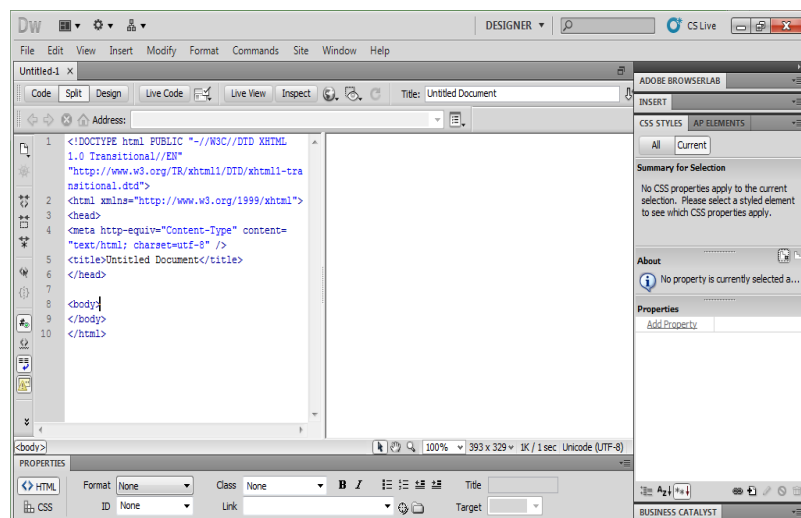 Dw DESIGNER CS Live
File Edit View Insert Modify Format Commands Site Window Help
Untitled-1 ×
Code Split Design Live Code Live View Inspect Title: Untitled Document
Address:
1 <!DOCTYPE html PUBLIC "-//W3C//DTD XHTML
1.0 Transitional//EN"
"http://www.w3.org/TR/xhtml1/DTD/xhtml1-tra
nsitional.dtd">
2 <html xmlns="http://www.w3.org/1999/xhtml">
3 <head>
4 <meta http-equiv="Content-Type" content=
"text/html; charset=utf-8" />
5 <title>Untitled Document</title>
6 </head>
7
8 <body>
9 </body>
10 </html>
<body> 100% 393 x 329 1K / 1 sec Unicode (UTF-8)
PROPERTIES
HTML Format None Class None B I Title
CSS ID None Link Target
ADOBE BROWSERLAB
INSERT
CSS STYLES AP ELEMENTS
All Current
Summary for Selection
No CSS properties apply to the current
selection. Please select a styled element
to see which CSS properties apply.
About
No property is currently selected a...
Properties
Add Property
BUSINESS CATALYST